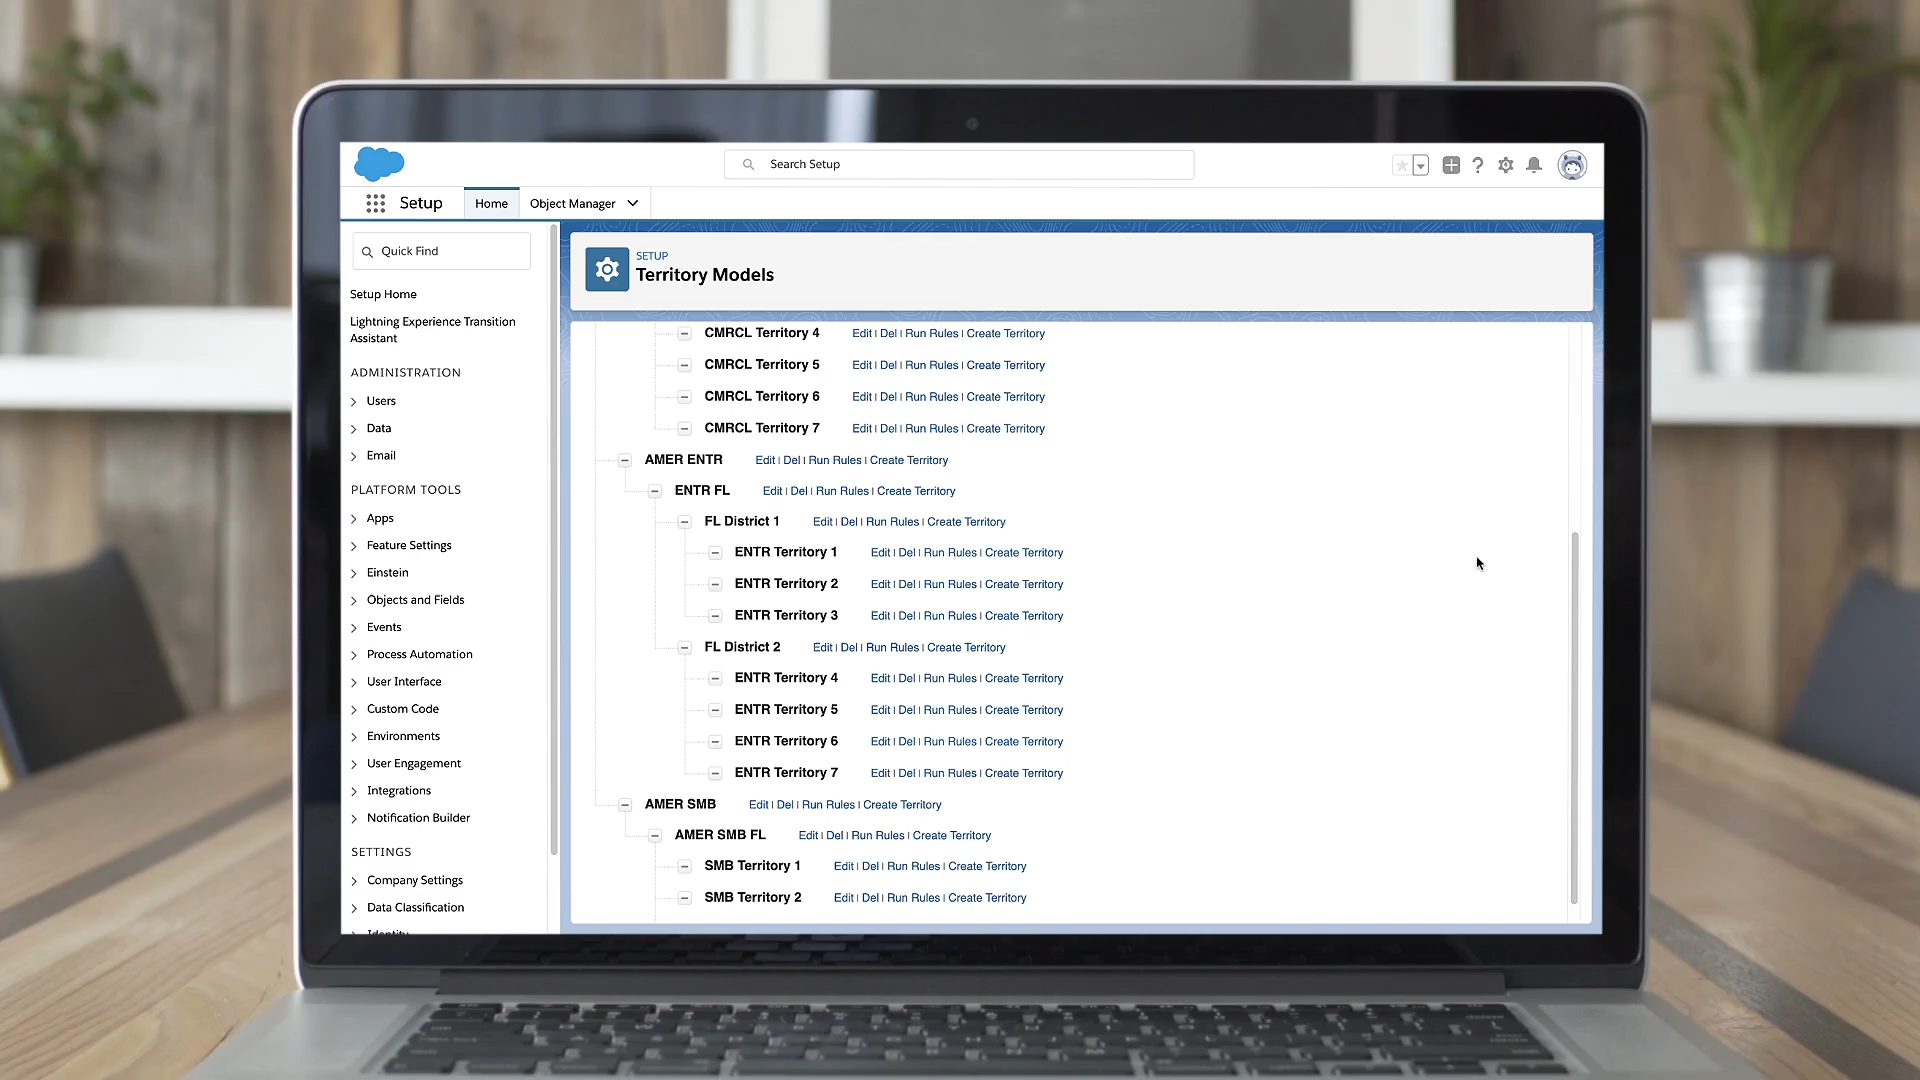 Search Setup
Setup Home Object Manager
Quick Find
Setup Home
Lightning Experience Transition
Assistant
ADMINISTRATION
Users
Data
Email
PLATFORM TOOLS
Apps
Feature Settings
Einstein
Objects and Fields
Events
Process Automation
User Interface
Custom Code
Environments
User Engagement
Integrations
Notification Builder
SETTINGS
Company Settings
Data Classification
Identity
SETUP
Territory Models
CMRCL Territory 4 Edit | Del | Run Rules | Create Territory
CMRCL Territory 5 Edit | Del | Run Rules | Create Territory
CMRCL Territory 6 Edit | Del | Run Rules | Create Territory
CMRCL Territory 7 Edit | Del | Run Rules | Create Territory
AMER ENTR Edit | Del | Run Rules | Create Territory
ENTR FL Edit | Del | Run Rules | Create Territory
FL District 1 Edit | Del | Run Rules | Create Territory
ENTR Territory 1 Edit | Del | Run Rules | Create Territory
ENTR Territory 2 Edit | Del | Run Rules | Create Territory
ENTR Territory 3 Edit | Del | Run Rules | Create Territory
FL District 2 Edit | Del | Run Rules | Create Territory
ENTR Territory 4 Edit | Del | Run Rules | Create Territory
ENTR Territory 5 Edit | Del | Run Rules | Create Territory
ENTR Territory 6 Edit | Del | Run Rules | Create Territory
ENTR Territory 7 Edit | Del | Run Rules | Create Territory
AMER SMB Edit | Del | Run Rules | Create Territory
AMER SMB FL Edit | Del | Run Rules | Create Territory
SMB Territory 1 Edit | Del | Run Rules | Create Territory
SMB Territory 2 Edit | Del | Run Rules | Create Territory